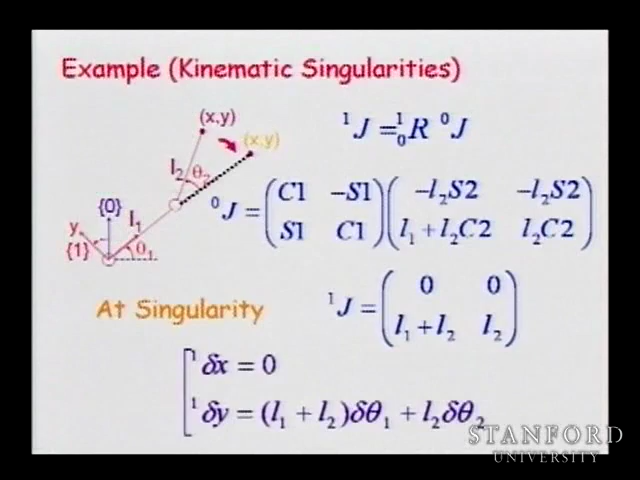 Example (Kinematic Singularities)
(x,y)
(x,y)
¹J = ¹₀R ⁰J
l₂
θ₂
⁰J = ( C1 −S1 ) ( −l₂S2 −l₂S2 )
( S1 C1 ) ( l₁ + l₂C2 l₂C2 )
{0}
l₁
y
{1}
θ₁
At Singularity
¹J = ( 0 0 )
( l₁ + l₂ l₂ )
¹δx = 0
¹δy = (l₁ + l₂)δθ₁ + l₂δθ₂
STANFORD
UNIVERSITY